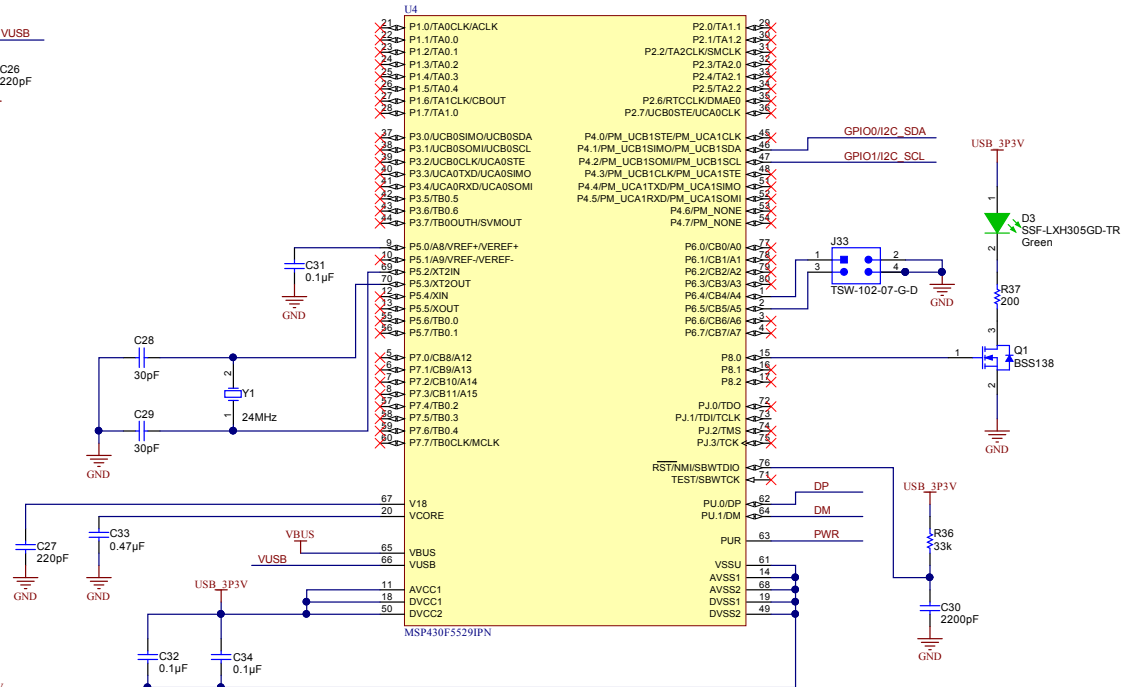 U4
VUSB
C26
220pF
21 P1.0/TA0CLK/ACLK P2.0/TA1.1 29
22 P1.1/TA0.0 P2.1/TA1.2 30
23 P1.2/TA0.1 P2.2/TA2CLK/SMCLK 31
24 P1.3/TA0.2 P2.3/TA2.0 32
25 P1.4/TA0.3 P2.4/TA2.1 33
26 P1.5/TA0.4 P2.5/TA2.2 34
27 P1.6/TA1CLK/CBOUT P2.6/RTCCLK/DMAE0 35
28 P1.7/TA1.0 P2.7/UCB0STE/UCA0CLK 36
37 P3.0/UCB0SIMO/UCB0SDA P4.0/PM_UCB1STE/PM_UCA1CLK 45
38 P3.1/UCB0SOMI/UCB0SCL P4.1/PM_UCB1SIMO/PM_UCB1SDA 46 GPIO0/I2C_SDA
39 P3.2/UCB0CLK/UCA0STE P4.2/PM_UCB1SOMI/PM_UCB1SCL 47 GPIO1/I2C_SCL
40 P3.3/UCA0TXD/UCA0SIMO P4.3/PM_UCB1CLK/PM_UCA1STE 48
41 P3.4/UCA0RXD/UCA0SOMI P4.4/PM_UCA1TXD/PM_UCA1SIMO 51
42 P3.5/TB0.5 P4.5/PM_UCA1RXD/PM_UCA1SOMI 52
43 P3.6/TB0.6 P4.6/PM_NONE 53
44 P3.7/TB0OUTH/SVMOUT P4.7/PM_NONE 54
USB_3P3V
1
D3
SSF-LXH305GD-TR
Green
2
9 P5.0/A8/VREF+/VEREF+ P6.0/CB0/A0 77
10 P5.1/A9/VREF-/VEREF- P6.1/CB1/A1 78
69 P5.2/XT2IN P6.2/CB2/A2 79
70 P5.3/XT2OUT P6.3/CB3/A3 80
12 P5.4/XIN P6.4/CB4/A4 1
13 P5.5/XOUT P6.5/CB5/A5 2
55 P5.6/TB0.0 P6.6/CB6/A6 3
56 P5.7/TB0.1 P6.7/CB7/A7 4
C31
0.1µF
GND
J33
1 2
3 4
TSW-102-07-G-D
GND
R37
200
3
1
Q1
BSS138
2
GND
5 P7.0/CB8/A12 P8.0 15
6 P7.1/CB9/A13 P8.1 16
7 P7.2/CB10/A14 P8.2 17
8 P7.3/CB11/A15
57 P7.4/TB0.2 PJ.0/TDO 72
58 P7.5/TB0.3 PJ.1/TDI/TCLK 73
59 P7.6/TB0.4 PJ.2/TMS 74
60 P7.7/TB0CLK/MCLK PJ.3/TCK 75
C28
30pF
2
Y1
1
24MHz
C29
30pF
GND
RST/NMI/SBWTDIO 76
TEST/SBWTCK 71
67 V18 PU.0/DP 62 DP
20 VCORE PU.1/DM 64 DM
PUR 63 PWR
C27
220pF
GND
C33
0.47µF
GND
VBUS
65 VBUS VSSU 61
VUSB 66 VUSB AVSS1 14
USB_3P3V
11 AVCC1 AVSS2 68
18 DVCC1 DVSS1 19
50 DVCC2 DVSS2 49
MSP430F5529IPN
USB_3P3V
R36
33k
C30
2200pF
GND
C32
0.1µF
C34
0.1µF